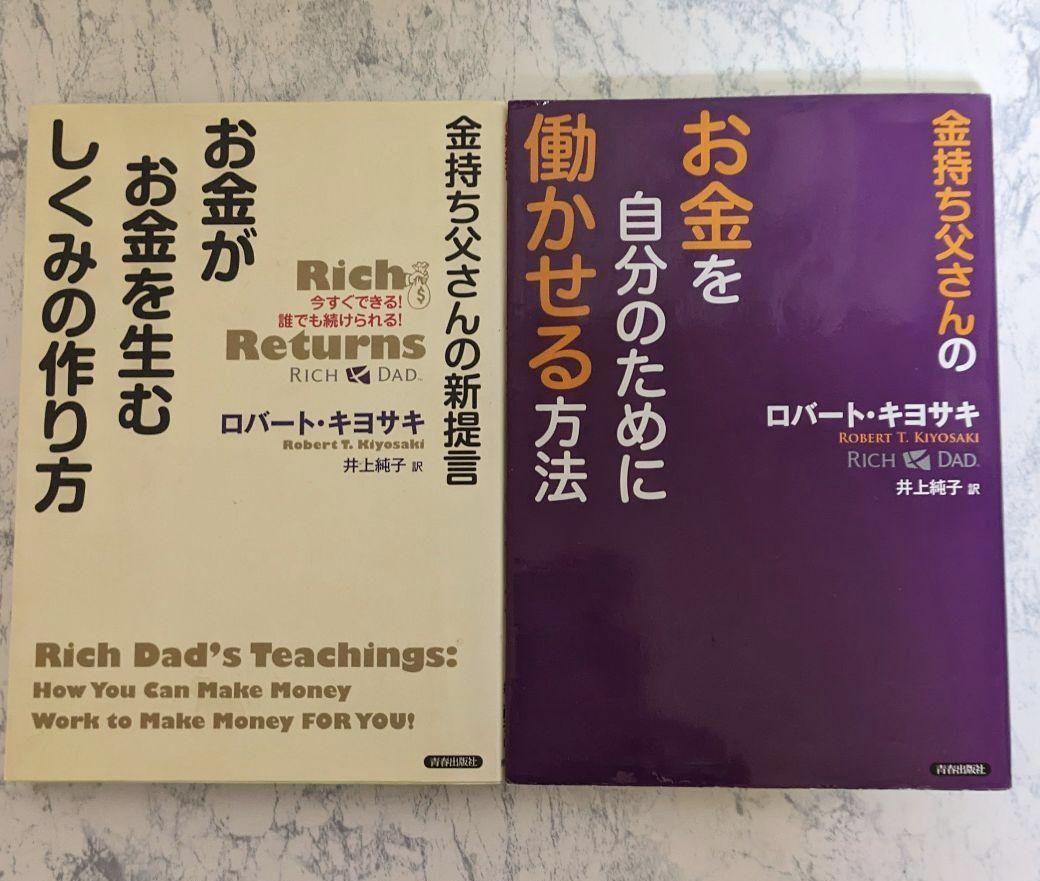 金持ち父さんの新提言
お金が
お金を生む
しくみの作り方
Rich
今すぐできる!
誰でも続けられる!
Returns
RICH DAD™
ロバート・キヨサキ
Robert T. Kiyosaki
井上純子 訳
Rich Dad's Teachings:
How You Can Make Money
Work to Make Money FOR YOU!
青春出版社
金持ち父さんの
お金を
自分のために
働かせる方法
ロバート・キヨサキ
ROBERT T. KIYOSAKI
RICH DAD™
井上純子 訳
青春出版社